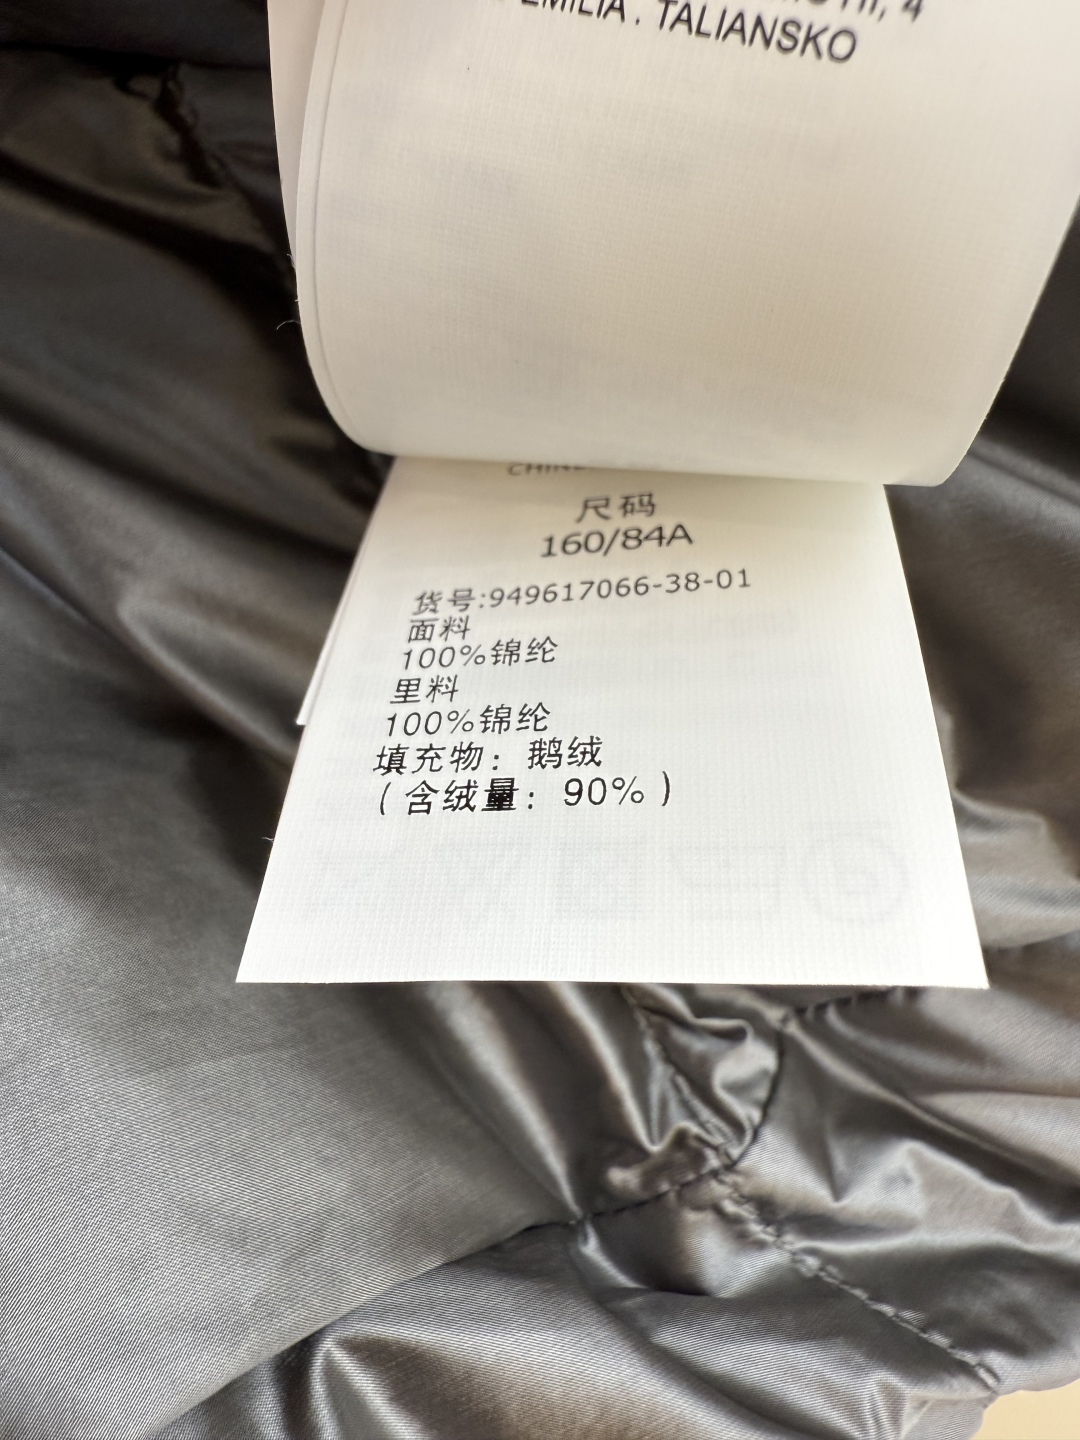 EMILIA . TALIANSKO
尺码
160/84A
货号:949617066-38-01
面料
100%锦纶
里料
100%锦纶
填充物：鹅绒
(含绒量：90%)